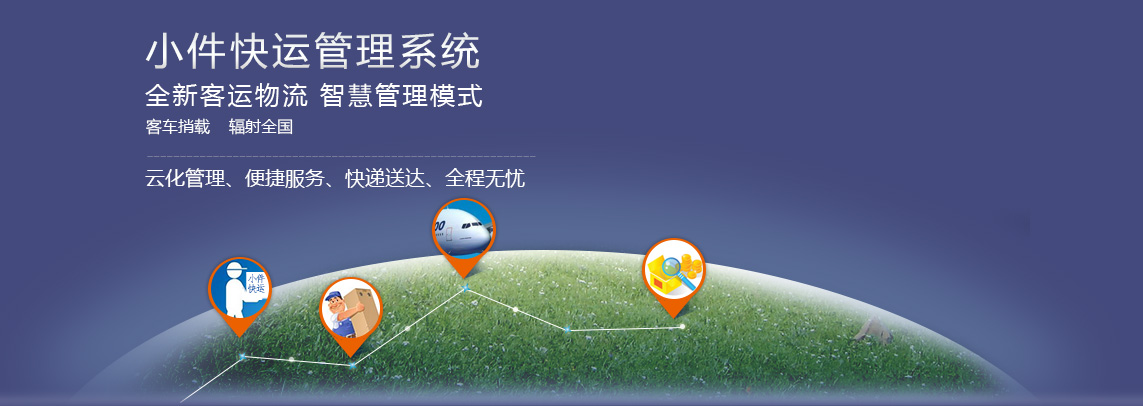 小件快运管理系统
全新客运物流 智慧管理模式
客车捎载 辐射全国
云化管理、便捷服务、快递送达、全程无忧
00
小件
快运